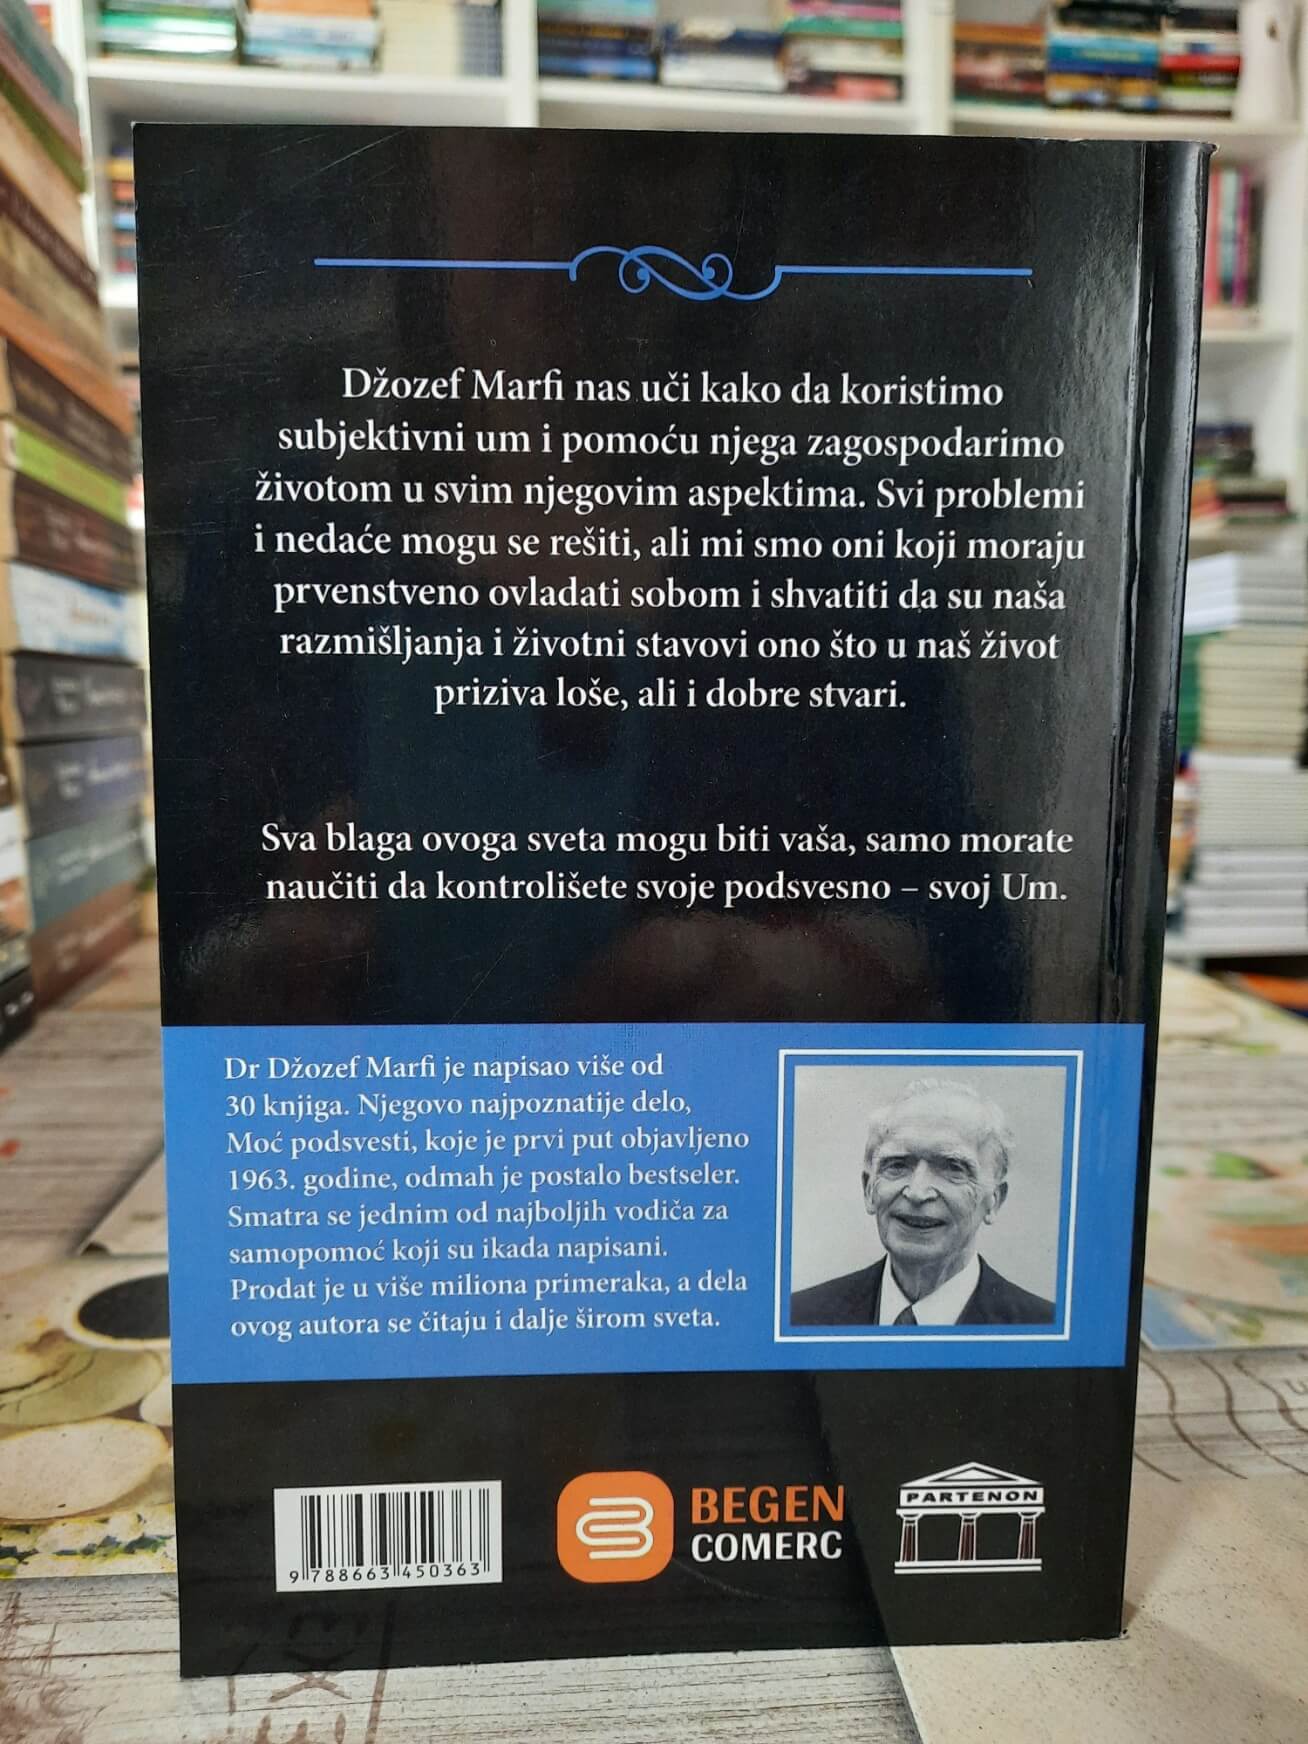 Džozef Marfi nas uči kako da koristimo
subjektivni um i pomoću njega zagospodarimo
životom u svim njegovim aspektima. Svi problemi
i nedaće mogu se rešiti, ali mi smo oni koji moraju
prvenstveno ovladati sobom i shvatiti da su naša
razmišljanja i životni stavovi ono što u naš život
priziva loše, ali i dobre stvari.
Sva blaga ovoga sveta mogu biti vaša, samo morate
naučiti da kontrolišete svoje podsvesno – svoj Um.
Dr Džozef Marfi je napisao više od
30 knjiga. Njegovo najpoznatije delo,
Moć podsvesti, koje je prvi put objavljeno
1963. godine, odmah je postalo bestseler.
Smatra se jednim od najboljih vodiča za
samopomoć koji su ikada napisani.
Prodat je u više miliona primeraka, a dela
ovog autora se čitaju i dalje širom sveta.
9 788663 450363
BEGEN
COMERC
PARTENON